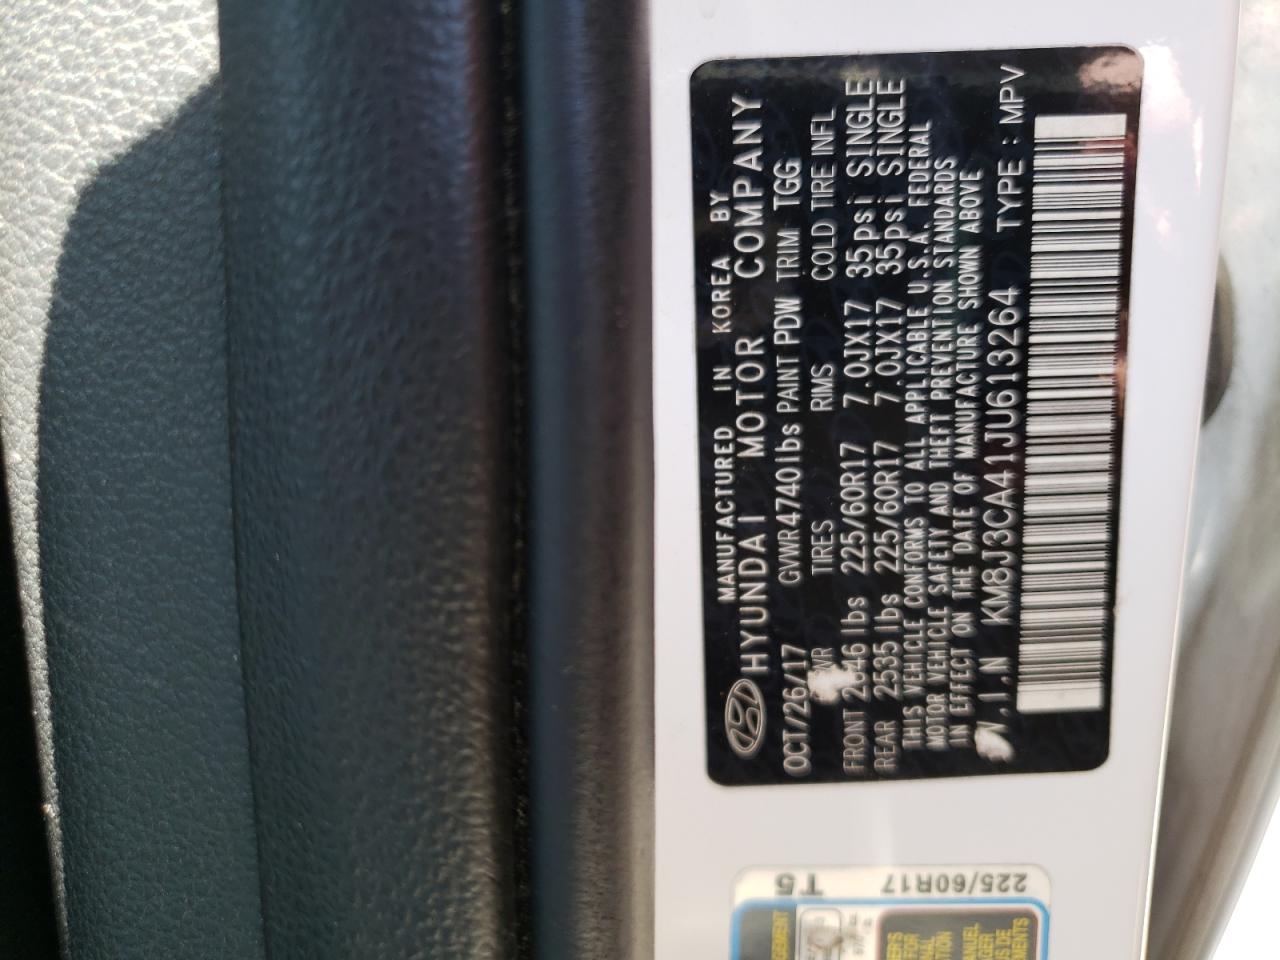 MANUFACTURED IN KOREA BY
HYUNDAI MOTOR COMPANY
OCT/26/17 GVWR4740lbs PAINT PDW TRIM TGG
TIRES RIMS COLD TIRE INFL
FRONT lbs 225/60R17 7.0JX17 35psi SINGLE
REAR 2535 lbs 225/60R17 7.0JX17 35psi SINGLE
THIS VEHICLE CONFORMS TO ALL APPLICABLE U.S.A. FEDERAL
MOTOR VEHICLE SAFETY AND THEFT PREVENTION STANDARDS
IN EFFECT ON THE DATE OF MANUFACTURE SHOWN ABOVE
V.I.N KM8J3CA41JU613264 TYPE : MPV
225/60R17
T5